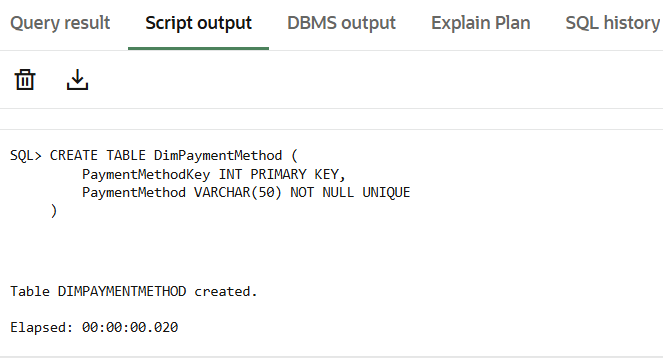 Query result Script output DBMS output Explain Plan SQL history
SQL> CREATE TABLE DimPaymentMethod (
PaymentMethodKey INT PRIMARY KEY,
PaymentMethod VARCHAR(50) NOT NULL UNIQUE
)
Table DIMPAYMENTMETHOD created.
Elapsed: 00:00:00.020